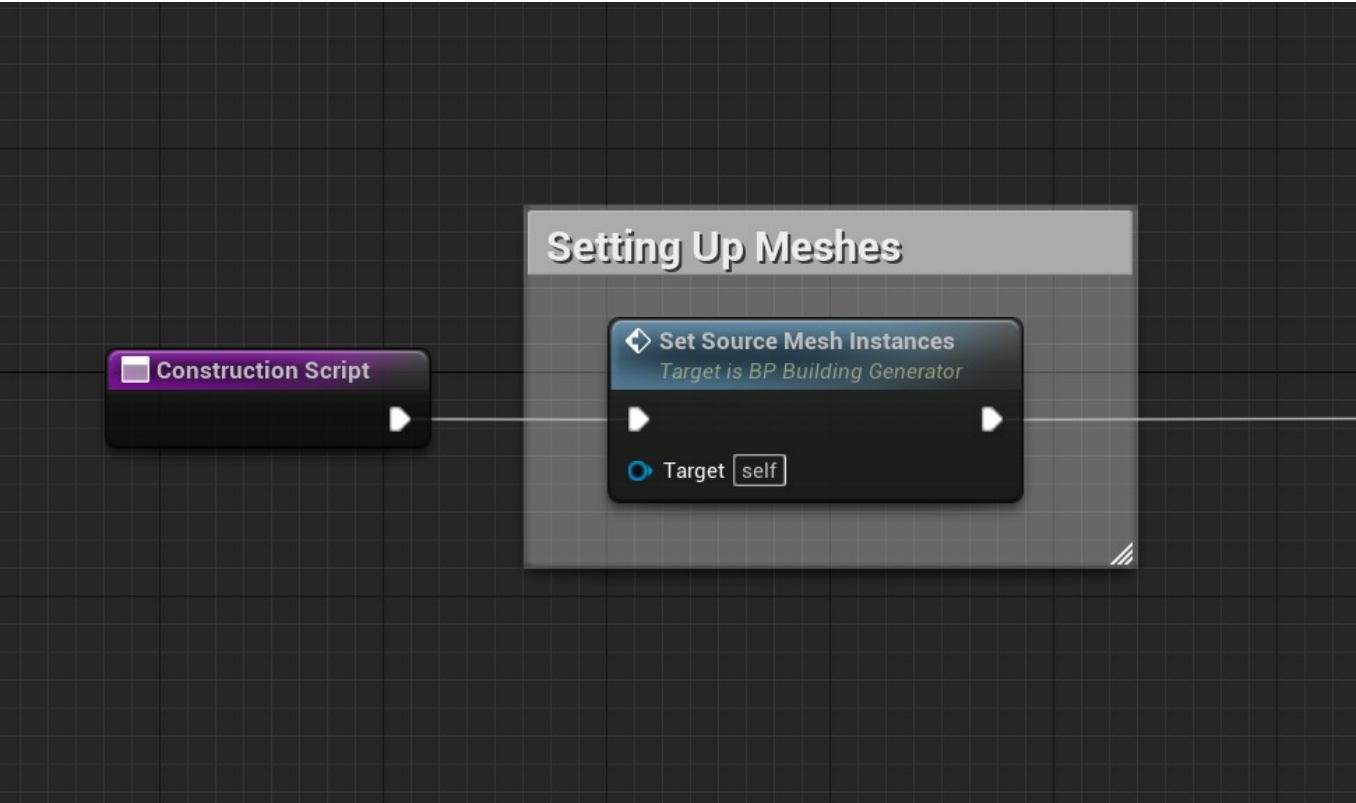 Setting Up Meshes
Construction Script
Set Source Mesh Instances
Target is BP Building Generator
Target self